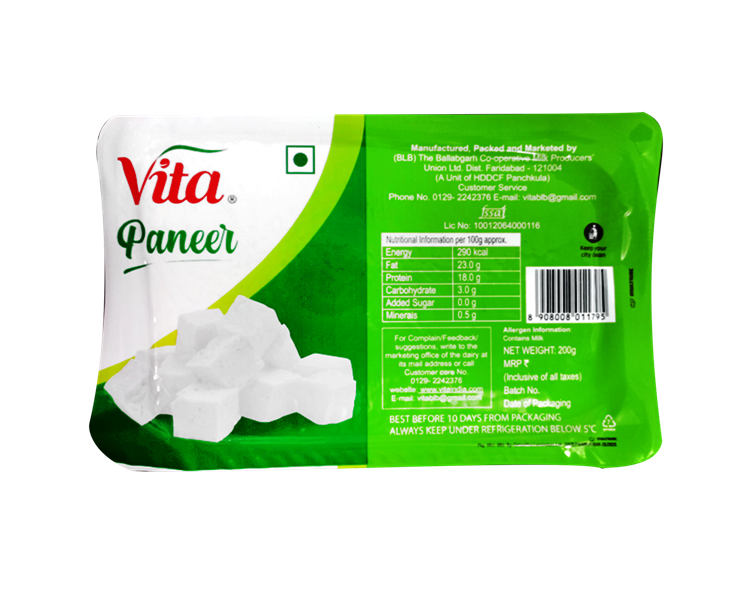 Vita®
Paneer
Manufactured, Packed and Marketed by
(BLB) The Ballabgarh Co-operative Milk Producers'
Union Ltd. Dist. Faridabad - 121004
(A Unit of HDDCF Panchkula)
Customer Service
Phone No. 0129- 2242376 E-mail: vitablb@gmail.com
fssai
Lic No: 10012064000116
Nutritional Information per 100g approx.
Energy 290 kcal
Fat 23.0 g
Protein 18.0 g
Carbohydrate 3.0 g
Added Sugar 0.0 g
Minerals 0.5 g
Keep your
city clean
8 908008 011795
For Complain/Feedback/
suggestions, write to the
marketing office of the dairy at
its mail address or call
Customer care No.
0129- 2242376
website: www.vitaindia.com
E-mail: vitablb@gmail.com
Allergen Information
Contains Milk
NET WEIGHT: 200g
MRP ₹
(Inclusive of all taxes)
Batch No.
Date of Packaging
BEST BEFORE 10 DAYS FROM PACKAGING
ALWAYS KEEP UNDER REFRIGERATION BELOW 5°C